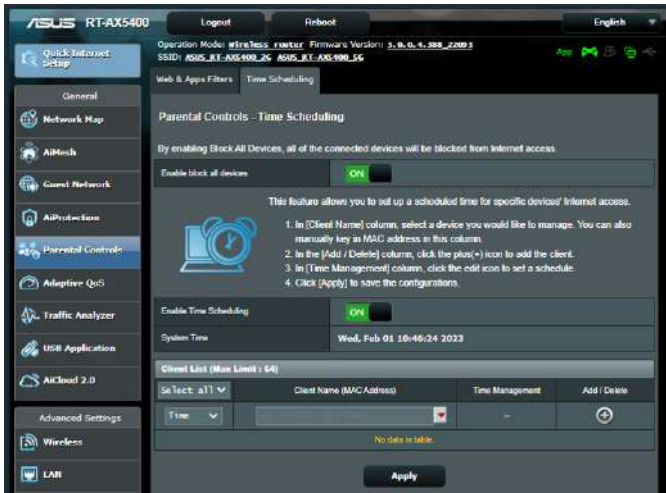 ASUS RT-AX5400
Logout
Reboot
English
Quick Internet Setup
Operation Mode: Wireless router Firmware Version: 3.0.0.4.388_22093
SSID: ASUS_RT-AX5400_2G ASUS_RT-AX5400_5G
App
Web & Apps Filters
Time Scheduling
General
Network Map
AiMesh
Guest Network
AiProtection
Parental Controls
Adaptive QoS
Traffic Analyzer
USB Application
AiCloud 2.0
Advanced Settings
Wireless
LAN
Parental Controls - Time Scheduling
By enabling Block All Devices, all of the connected devices will be blocked from Internet access.
Enable block all devices
ON
This feature allows you to set up a scheduled time for specific devices' Internet access.
1. In [Client Name] column, select a device you would like to manage. You can also
manually key in MAC address in this column.
2. In the [Add / Delete] column, click the plus(+) icon to add the client.
3. In [Time Management] column, click the edit icon to set a schedule.
4. Click [Apply] to save the configurations.
Enable Time Scheduling
ON
System Time
Wed, Feb 01 10:46:24 2023
Client List (Max Limit : 64)
Select all
Client Name (MAC Address)
Time Management
Add / Delete
Time
-
No data in table.
Apply